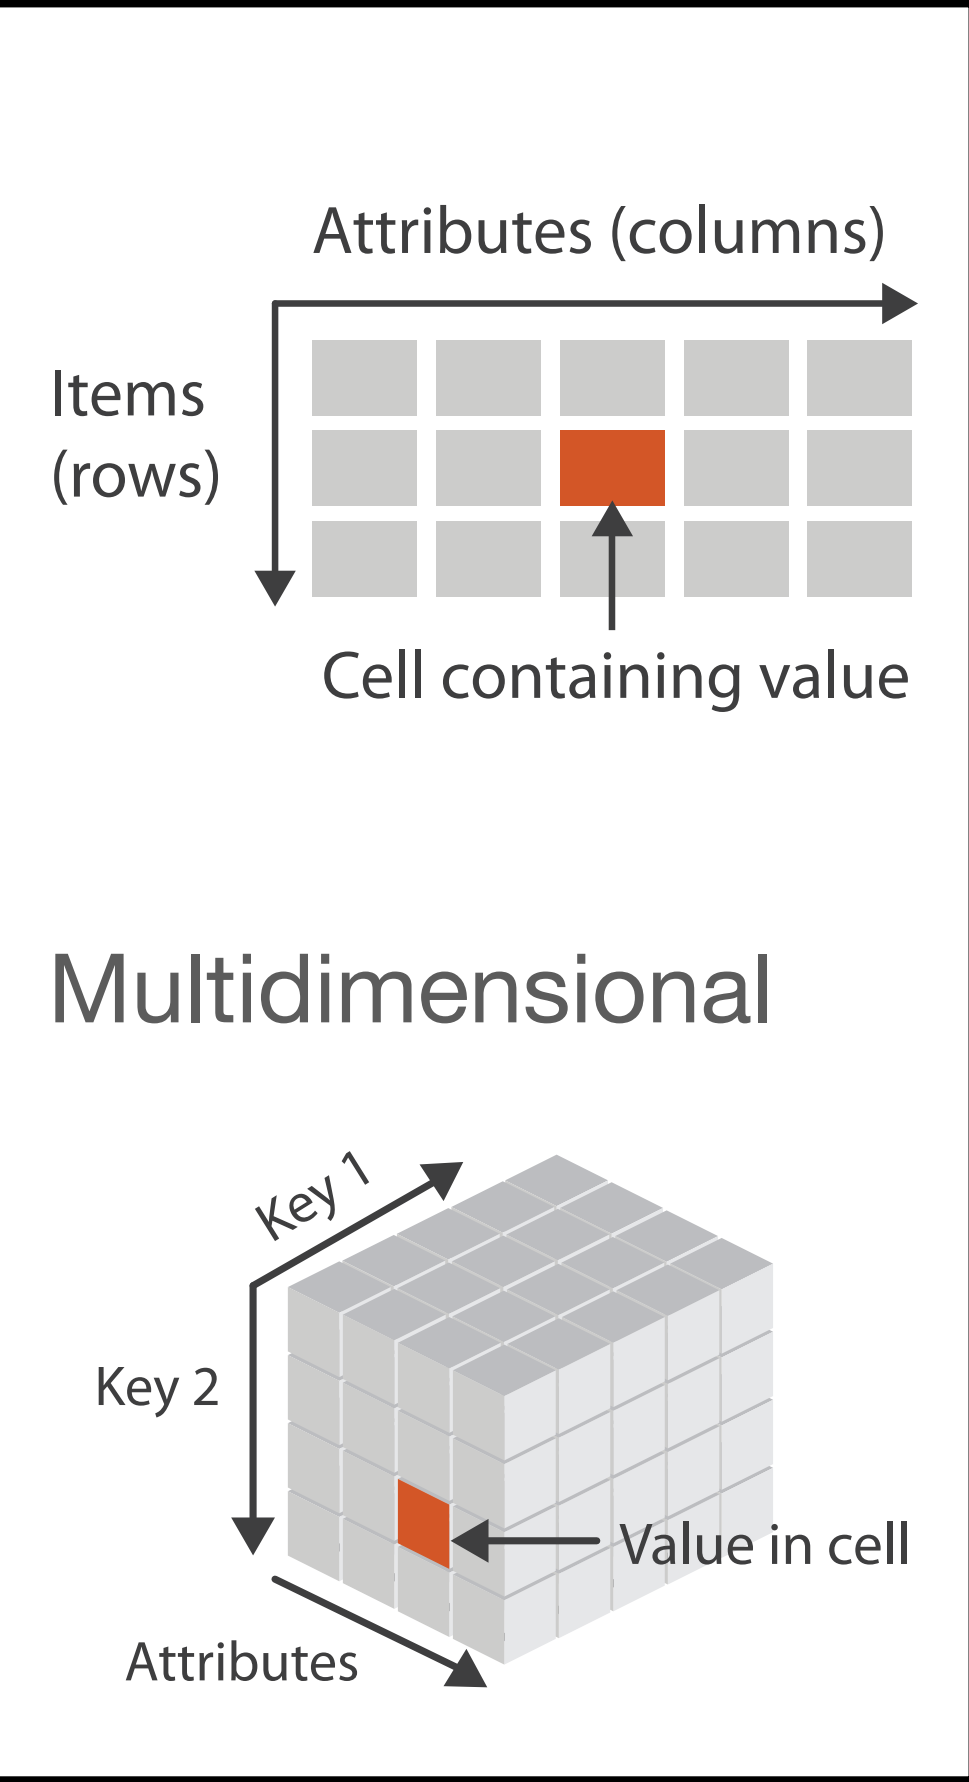 Attributes (columns)
Items
(rows)
Cell containing value
Multidimensional
Key 1
Key 2
Value in cell
Attributes